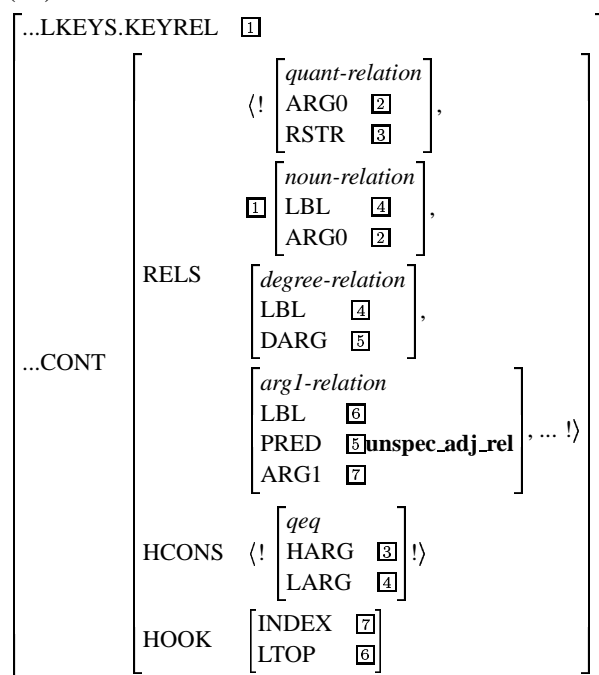 ...LKEYS.KEYREL 1
quant-relation
⟨! ARG0 2 ,
RSTR 3
noun-relation
1 LBL 4 ,
ARG0 2
RELS degree-relation
LBL 4 ,
DARG 5
...CONT
arg1-relation
LBL 6
PRED 5 unspec_adj_rel , ... !⟩
ARG1 7
qeq
HCONS ⟨! HARG 3 !⟩
LARG 4
HOOK INDEX 7
LTOP 6